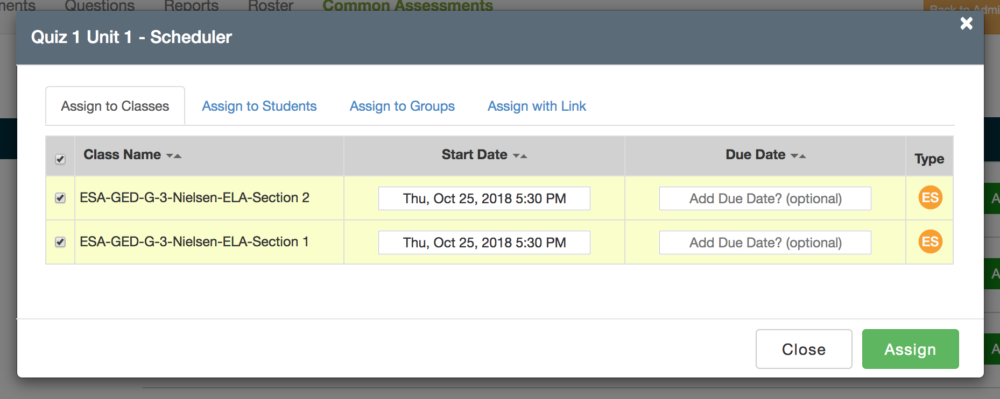 Questions Reports Roster Common Assessments Back to Admi
Quiz 1 Unit 1 - Scheduler
Assign to Classes Assign to Students Assign to Groups Assign with Link
Class Name Start Date Due Date Type
ESA-GED-G-3-Nielsen-ELA-Section 2 Thu, Oct 25, 2018 5:30 PM Add Due Date? (optional) ES
ESA-GED-G-3-Nielsen-ELA-Section 1 Thu, Oct 25, 2018 5:30 PM Add Due Date? (optional) ES
Close Assign